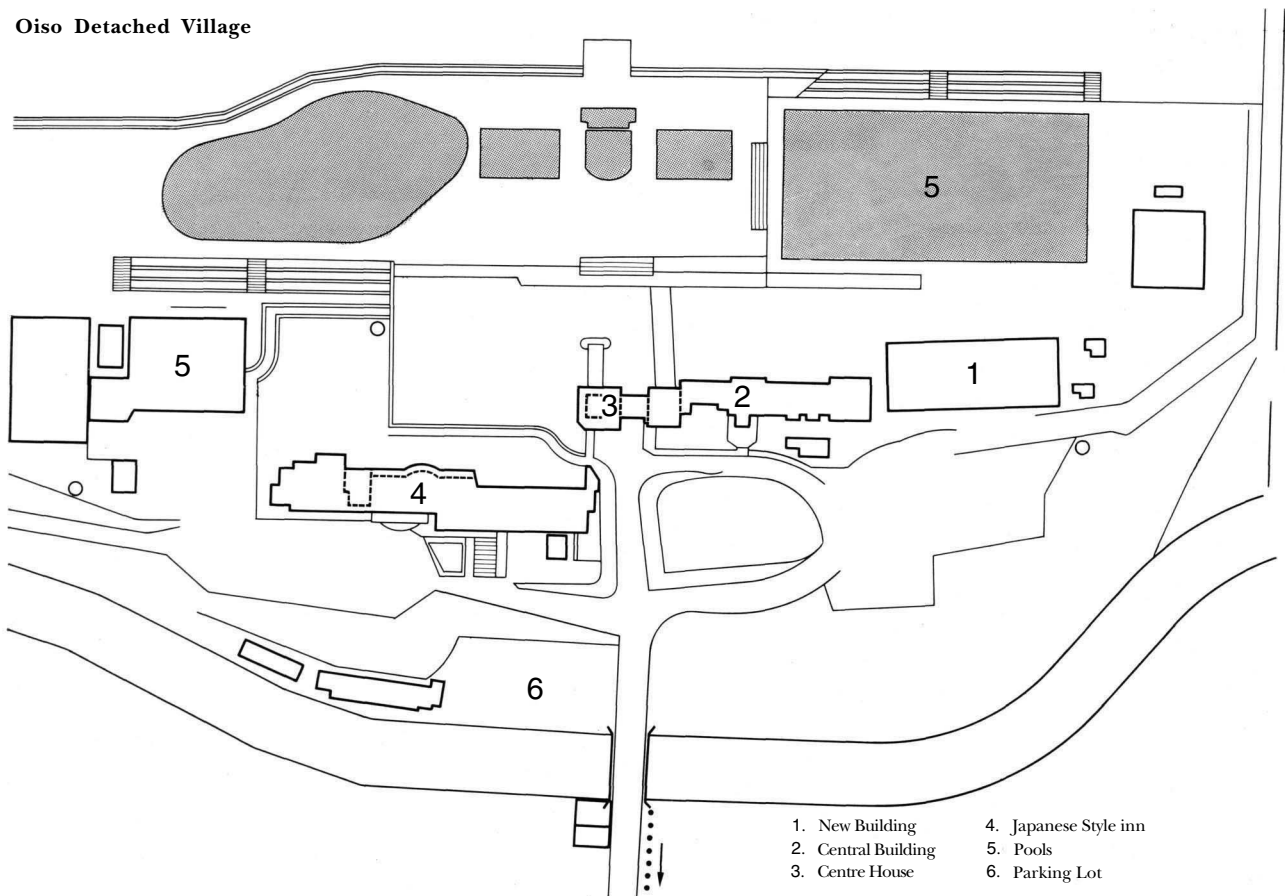 Oiso Detached Village
5
5
1
2
3
4
6
1. New Building
2. Central Building
3. Centre House
4. Japanese Style inn
5. Pools
6. Parking Lot